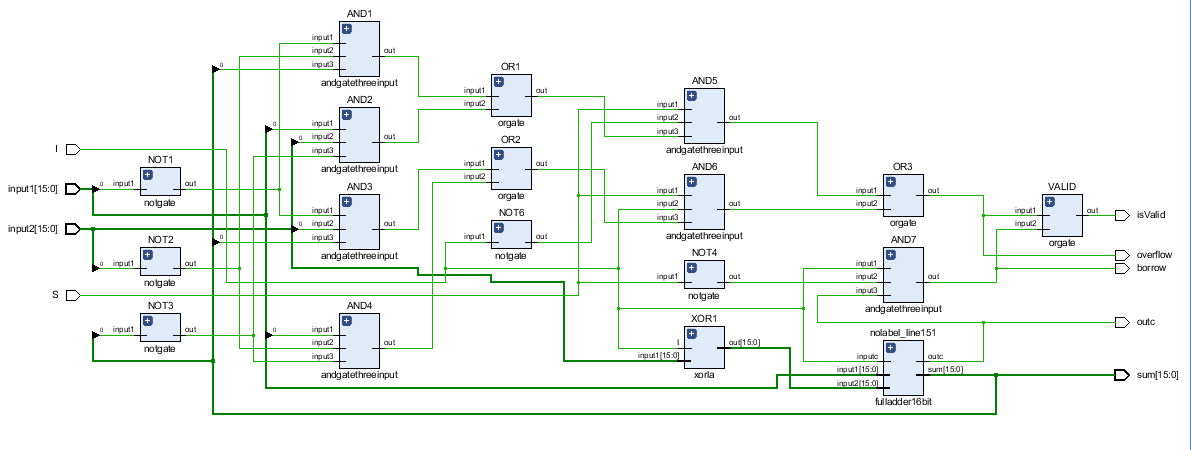 AND1
input1
input2
input3
out
0
andgatethreeinput
OR1
input1
input2
out
orgate
AND5
input1
input2
input3
out
andgatethreeinput
AND2
0
input1
0
input2
input3
out
andgatethreeinput
I
NOT1
input1[15:0]
0
input1
out
notgate
OR2
input1
input2
out
orgate
AND6
input1
input2
input3
out
andgatethreeinput
OR3
input1
input2
out
orgate
VALID
input1
input2
out
orgate
isValid
AND3
input1
0
input2
0
input3
out
andgatethreeinput
input2[15:0]
NOT2
0
input1
out
notgate
NOT6
input1
out
notgate
NOT4
input1
out
notgate
AND7
input1
input2
input3
out
andgatethreeinput
overflow
borrow
S
NOT3
0
input1
out
notgate
AND4
0
input1
input2
input3
out
andgatethreeinput
XOR1
I
input1[15:0]
out[15:0]
xorla
nolabel_line151
inputc
input1[15:0]
input2[15:0]
outc
sum[15:0]
fulladder16bit
outc
sum[15:0]